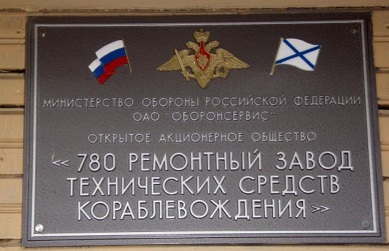 МИНИСТЕРСТВО ОБОРОНЫ РОССИЙСКОЙ ФЕДЕРАЦИИ
ОАО "ОБОРОНСЕРВИС"
ОТКРЫТОЕ АКЦИОНЕРНОЕ ОБЩЕСТВО
«780 РЕМОНТНЫЙ ЗАВОД
ТЕХНИЧЕСКИХ СРЕДСТВ
КОРАБЛЕВОЖДЕНИЯ»